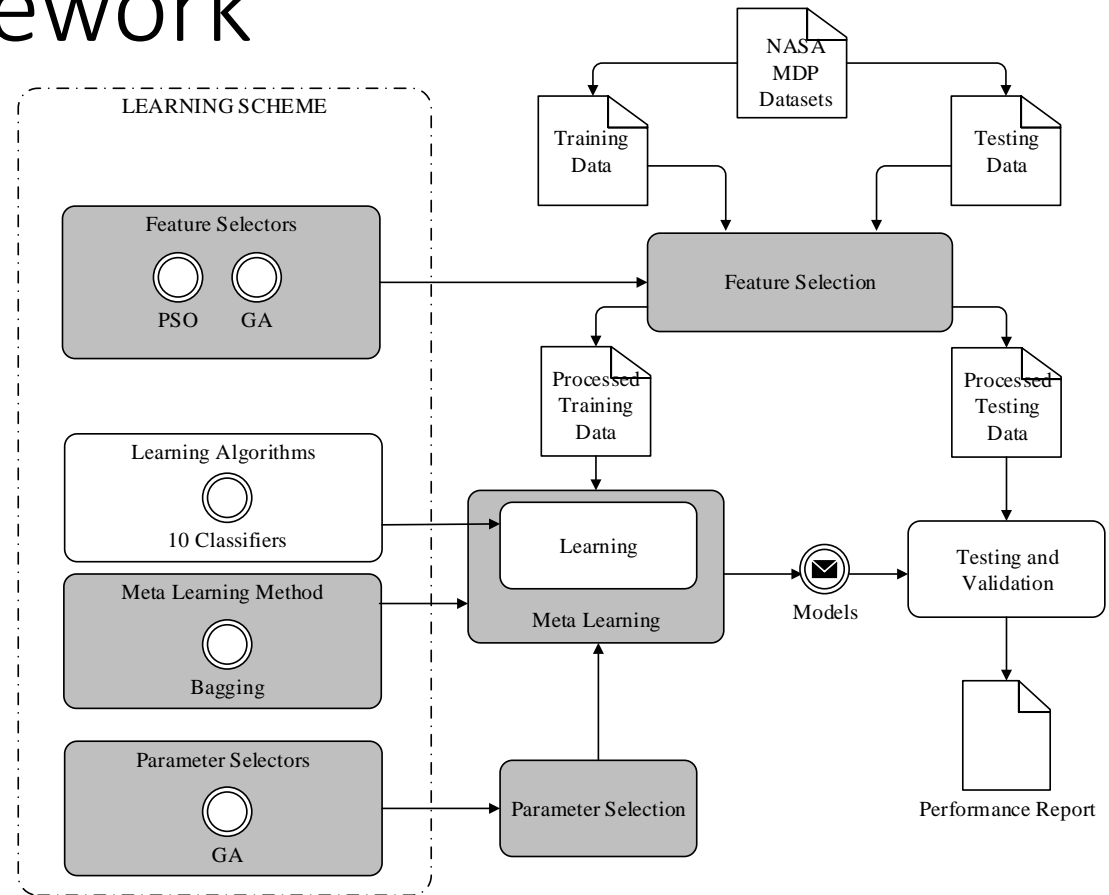 ework
LEARNING SCHEME
Feature Selectors
PSO
GA
Learning Algorithms
10 Classifiers
Meta Learning Method
Bagging
Parameter Selectors
GA
NASA
MDP
Datasets
Training
Data
Testing
Data
Feature Selection
Processed
Training
Data
Processed
Testing
Data
Learning
Meta Learning
Models
Testing and
Validation
Parameter Selection
Performance Report